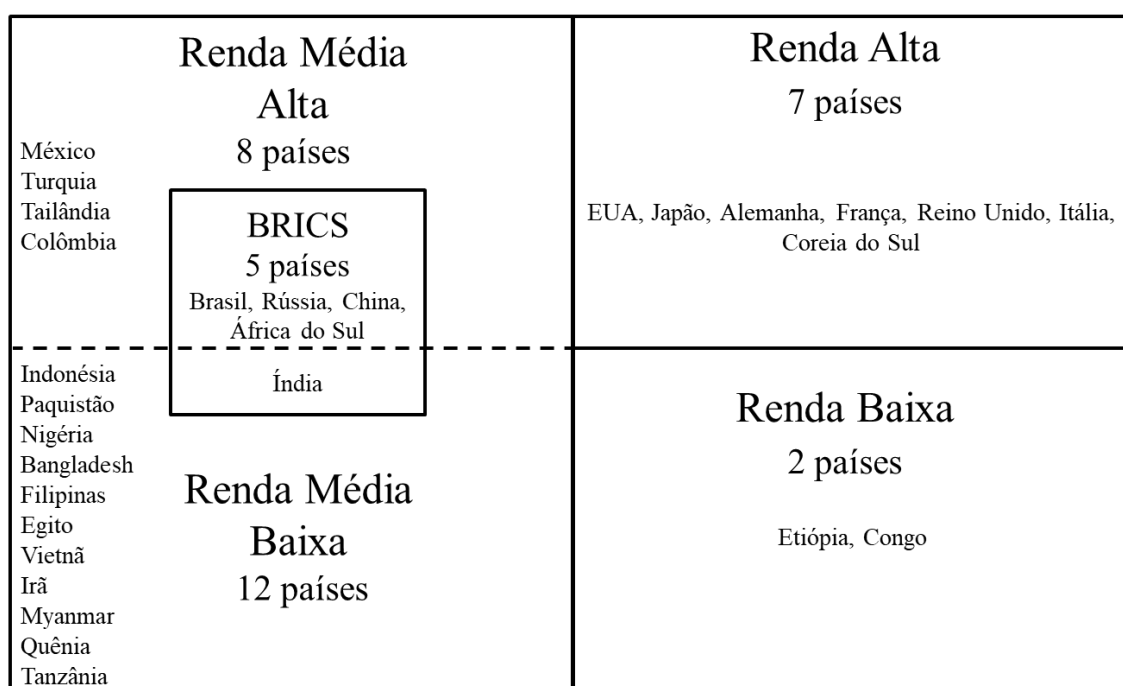 Renda Média
Alta
8 países
México
Turquia
Tailândia
Colômbia
BRICS
5 países
Brasil, Rússia, China,
África do Sul
Renda Alta
7 países
EUA, Japão, Alemanha, França, Reino Unido, Itália,
Coreia do Sul
Índia
Indonésia
Paquistão
Nigéria
Bangladesh
Filipinas
Egito
Vietnã
Irã
Myanmar
Quênia
Tanzânia
Renda Média
Baixa
12 países
Renda Baixa
2 países
Etiópia, Congo